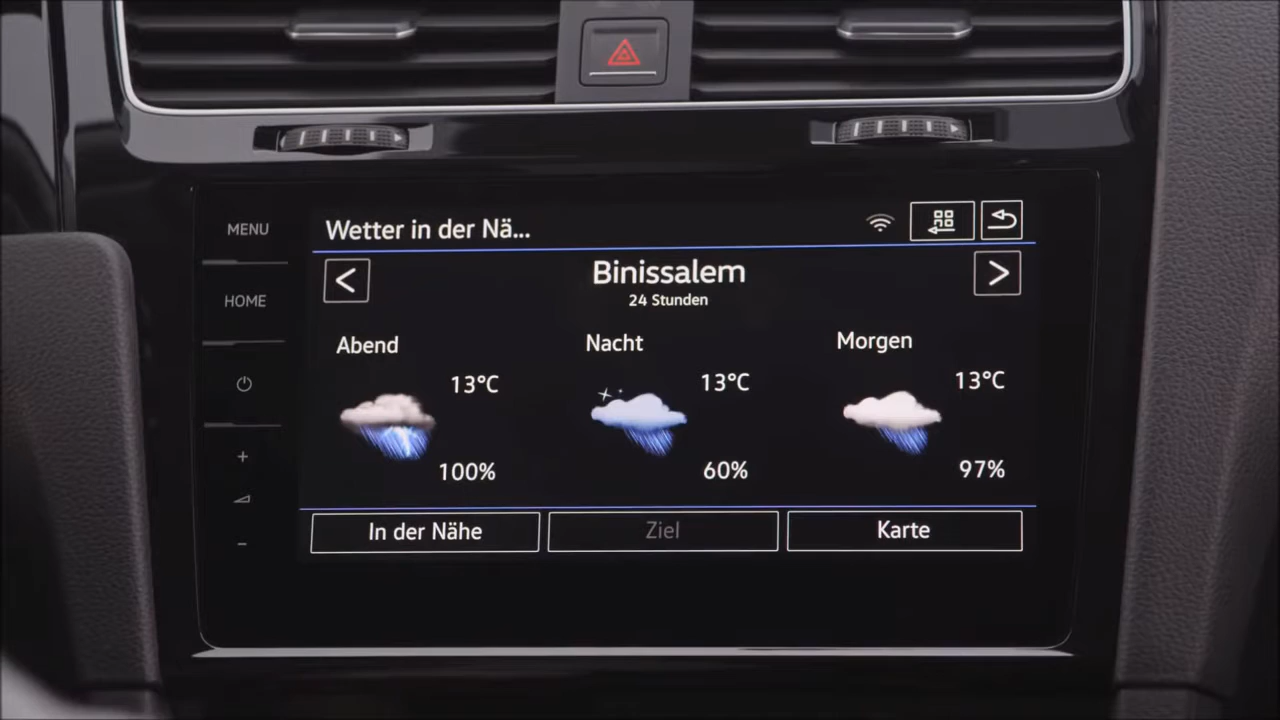 MENU
HOME
+
-
Wetter in der Nä...
<
Binissalem
>
24 Stunden
Abend
Nacht
Morgen
13°C
13°C
13°C
100%
60%
97%
In der Nähe
Ziel
Karte